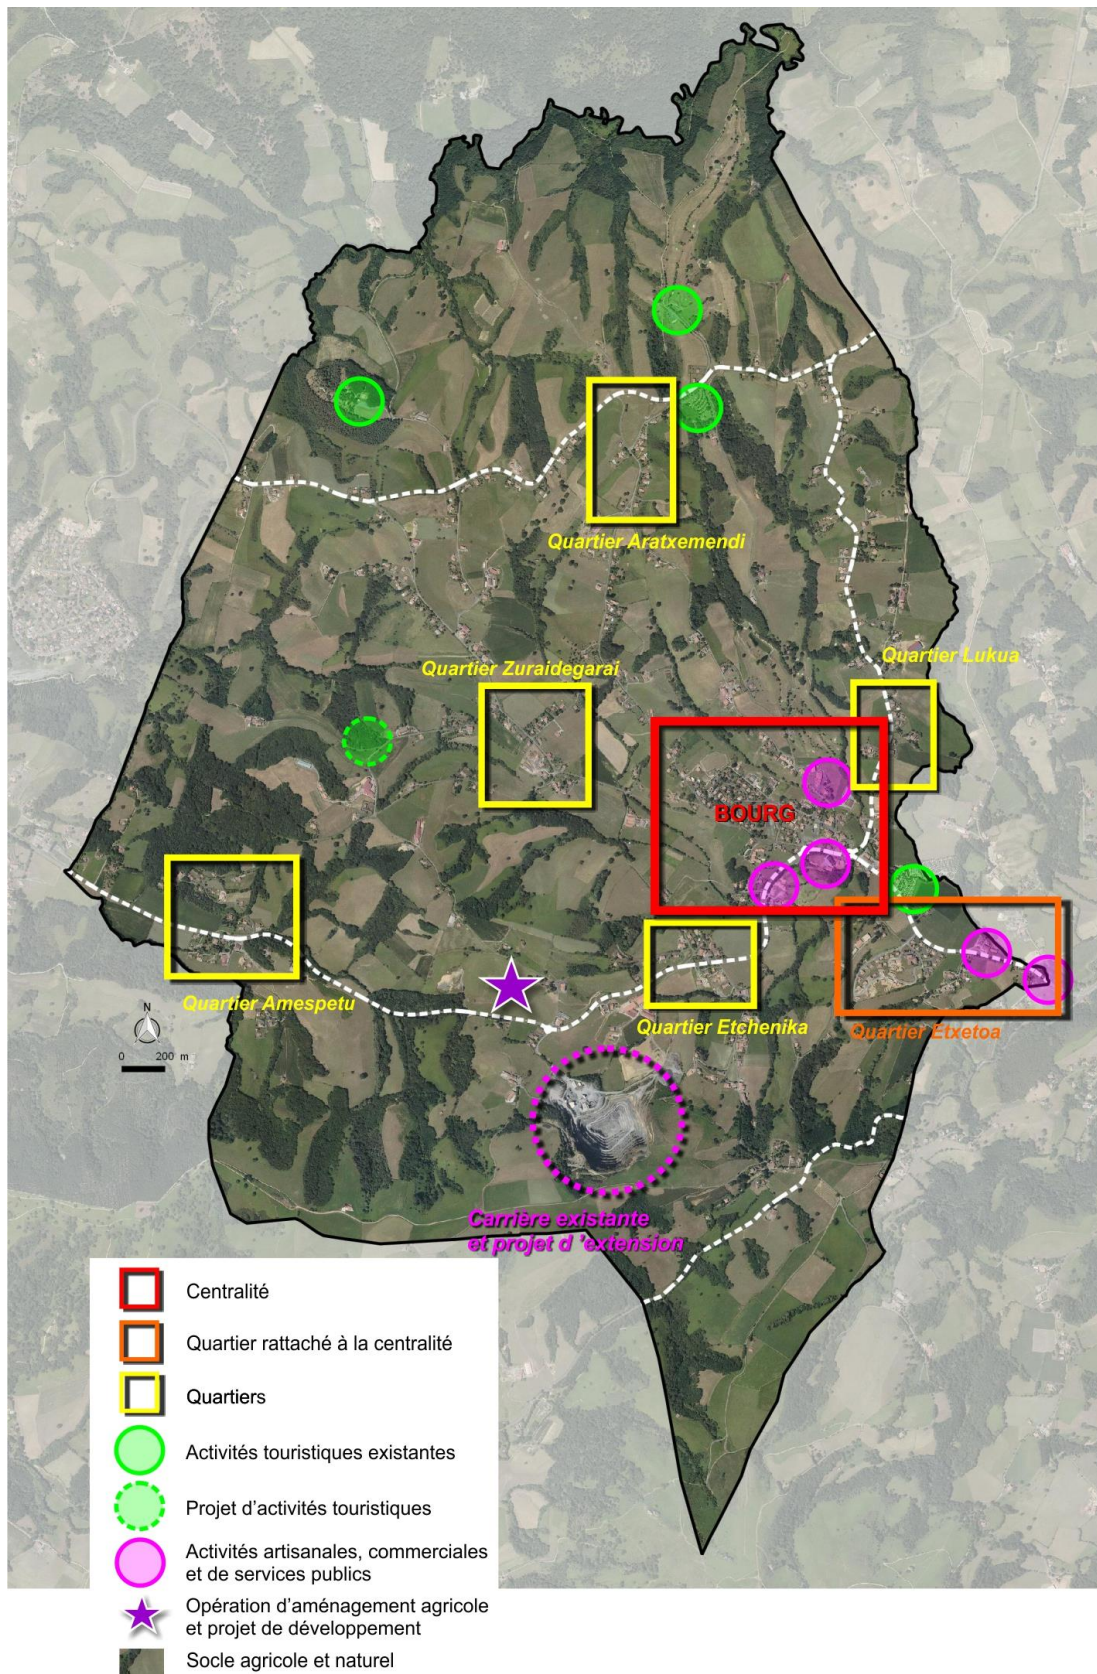 Quartier Aratxemendi
Quartier Lukua
Quartier Zuraidegarai
BOURG
Quartier Amespetu
Quartier Etchenika
Quartier Etxetoa
N
0 200 m
Carrière existante
et projet d 'extension
Centralité
Quartier rattaché à la centralité
Quartiers
Activités touristiques existantes
Projet d’activités touristiques
Activités artisanales, commerciales
et de services publics
Opération d’aménagement agricole
et projet de développement
Socle agricole et naturel